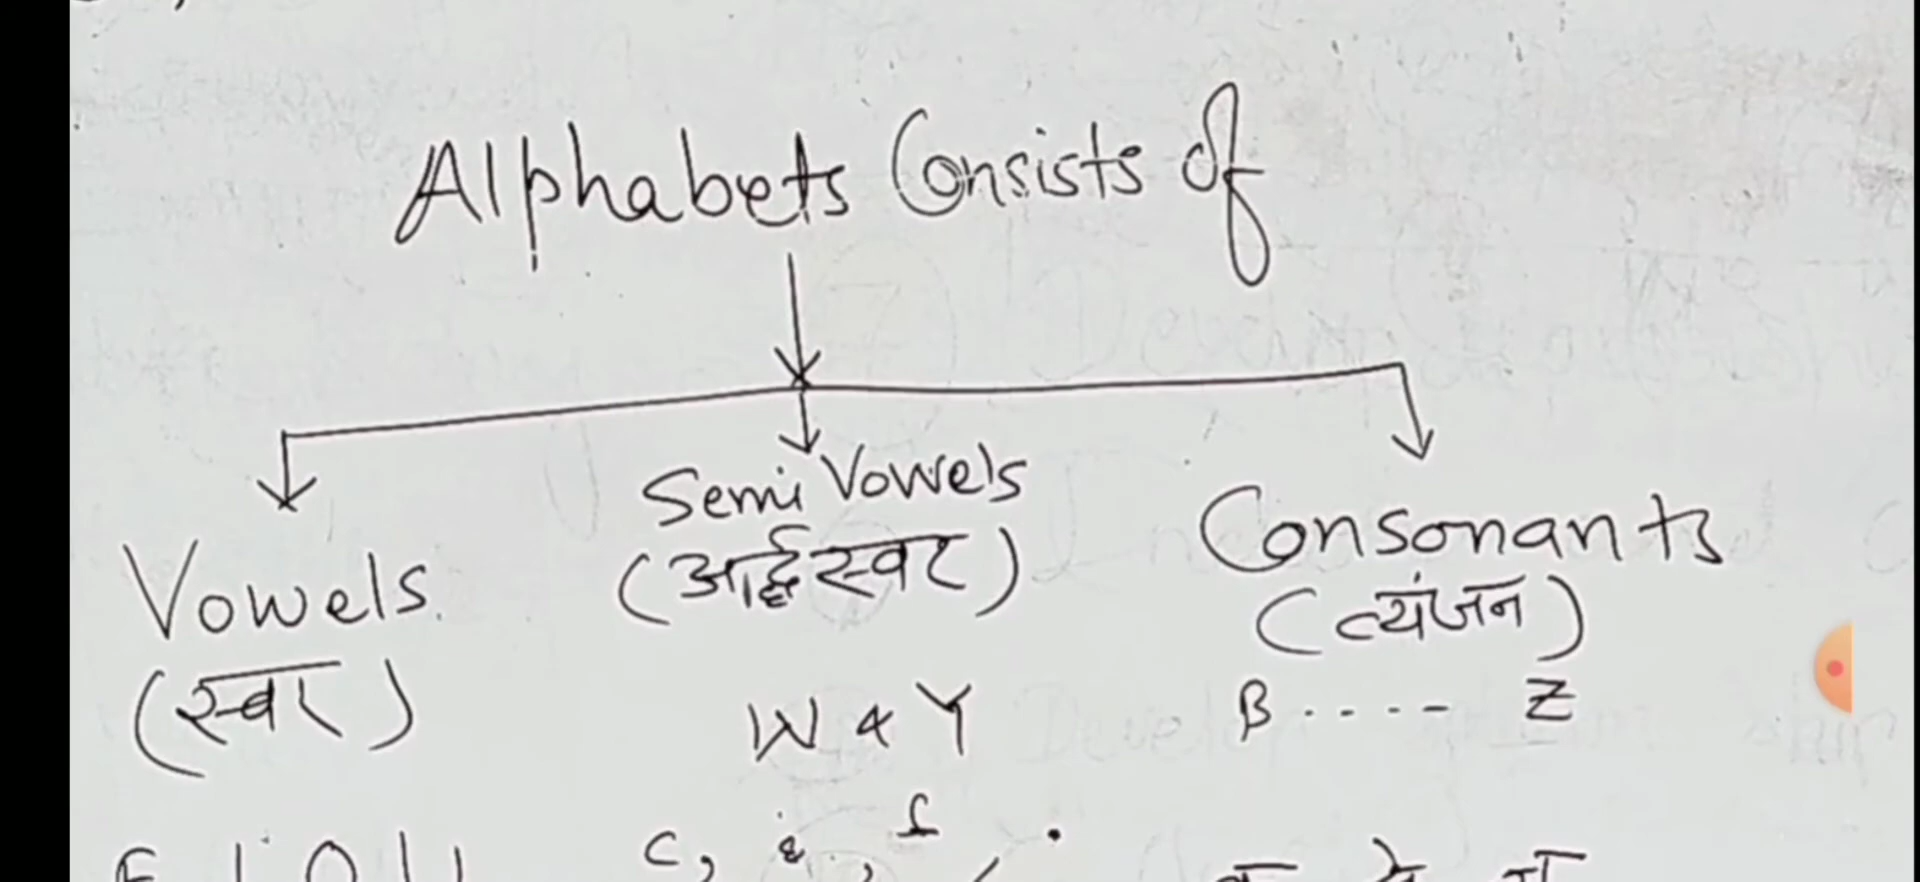 Alphabets Consists of
Vowels
(स्वर)
Semi Vowels
(अर्द्धस्वर)
W & Y
Consonants
(व्यंजन)
B ..... Z